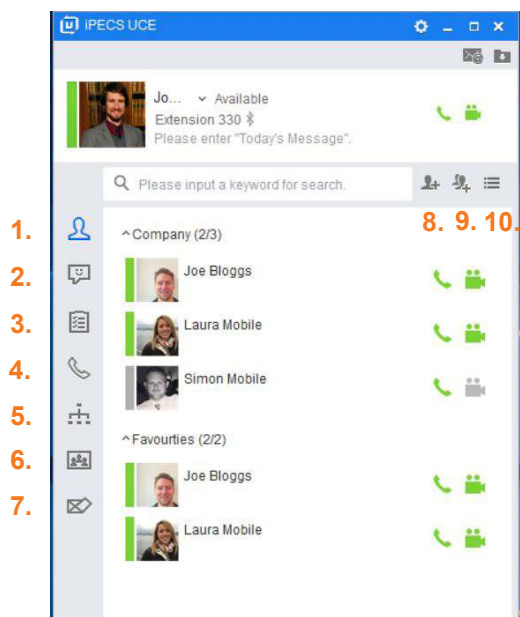 iPECS UCE
Jo... Available
Extension 330
Please enter "Today's Message".
Please input a keyword for search.
8. 9. 10.
1.
^Company (2/3)
2.
Joe Bloggs
3.
Laura Mobile
4.
Simon Mobile
5.
6.
^Favourties (2/2)
7.
Joe Bloggs
Laura Mobile